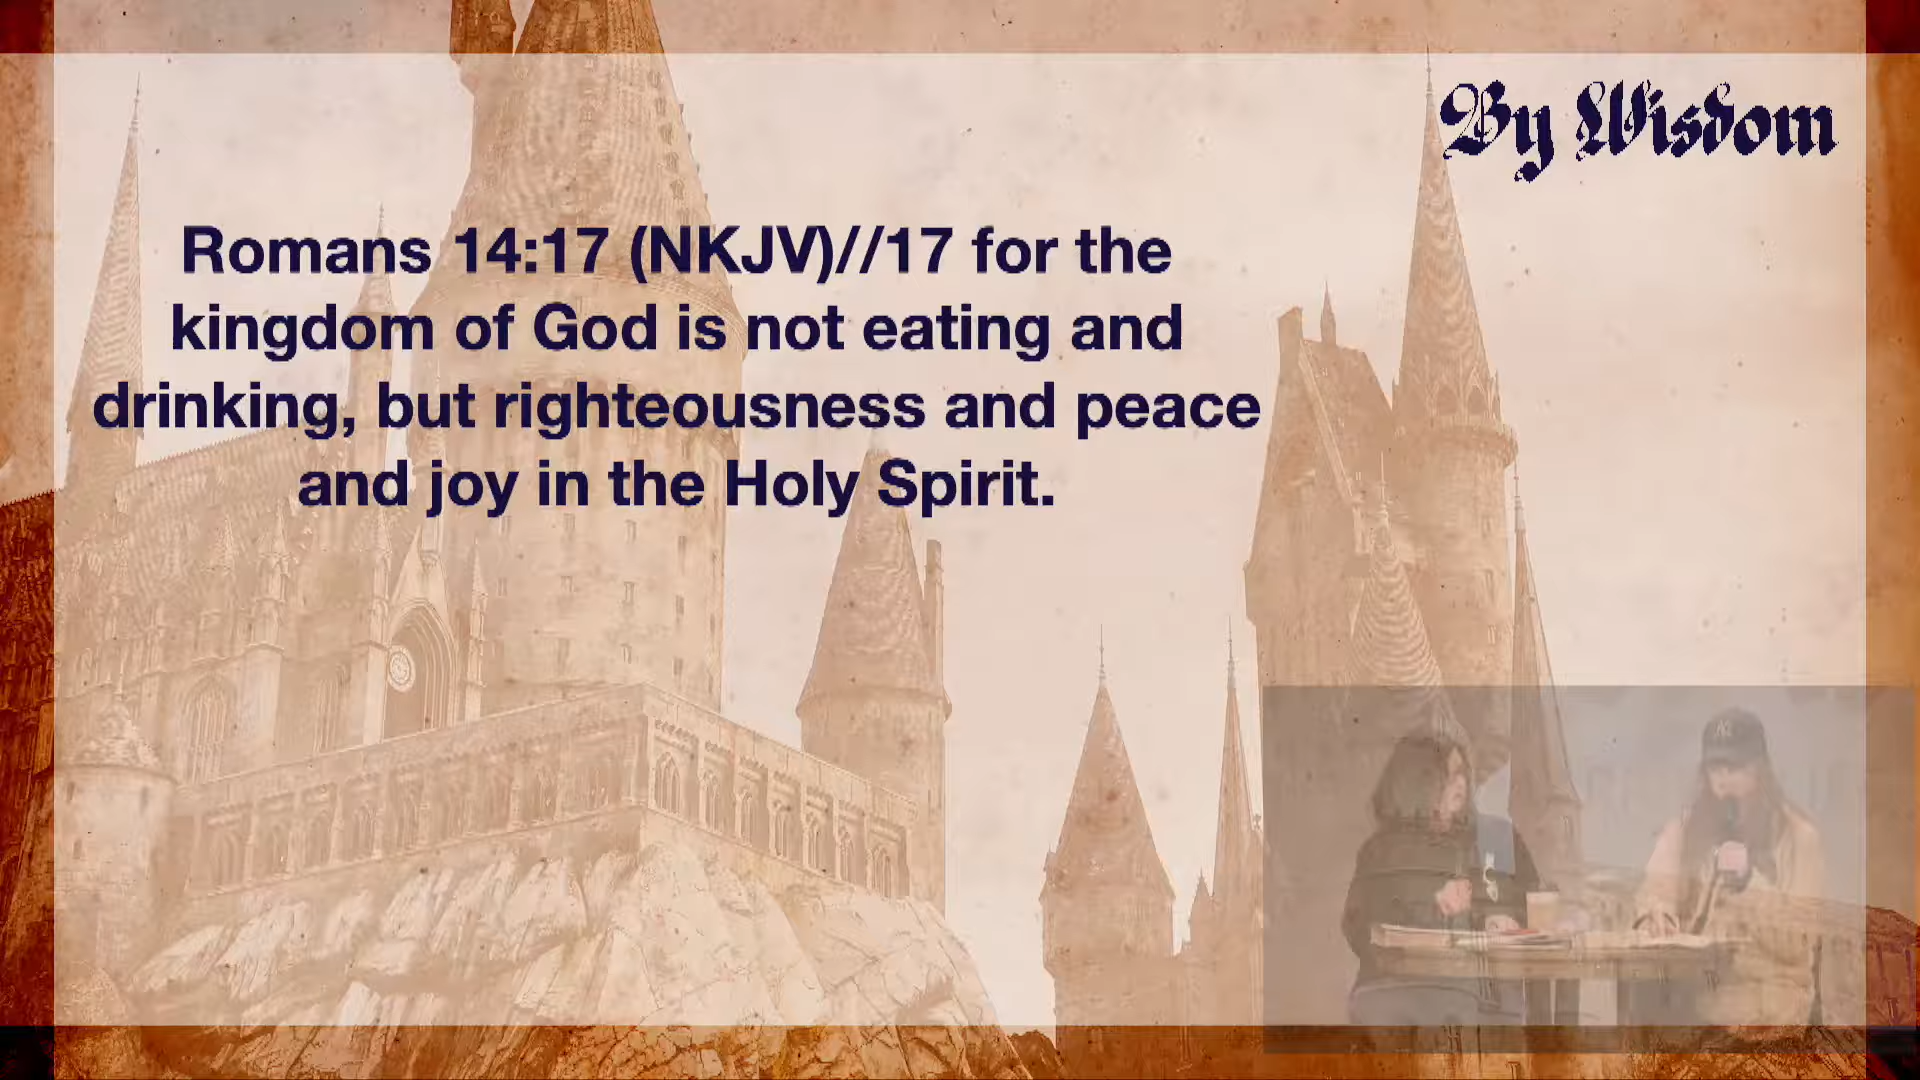 By Wisdom
Romans 14:17 (NKJV)//17 for the
kingdom of God is not eating and
drinking, but righteousness and peace
and joy in the Holy Spirit.